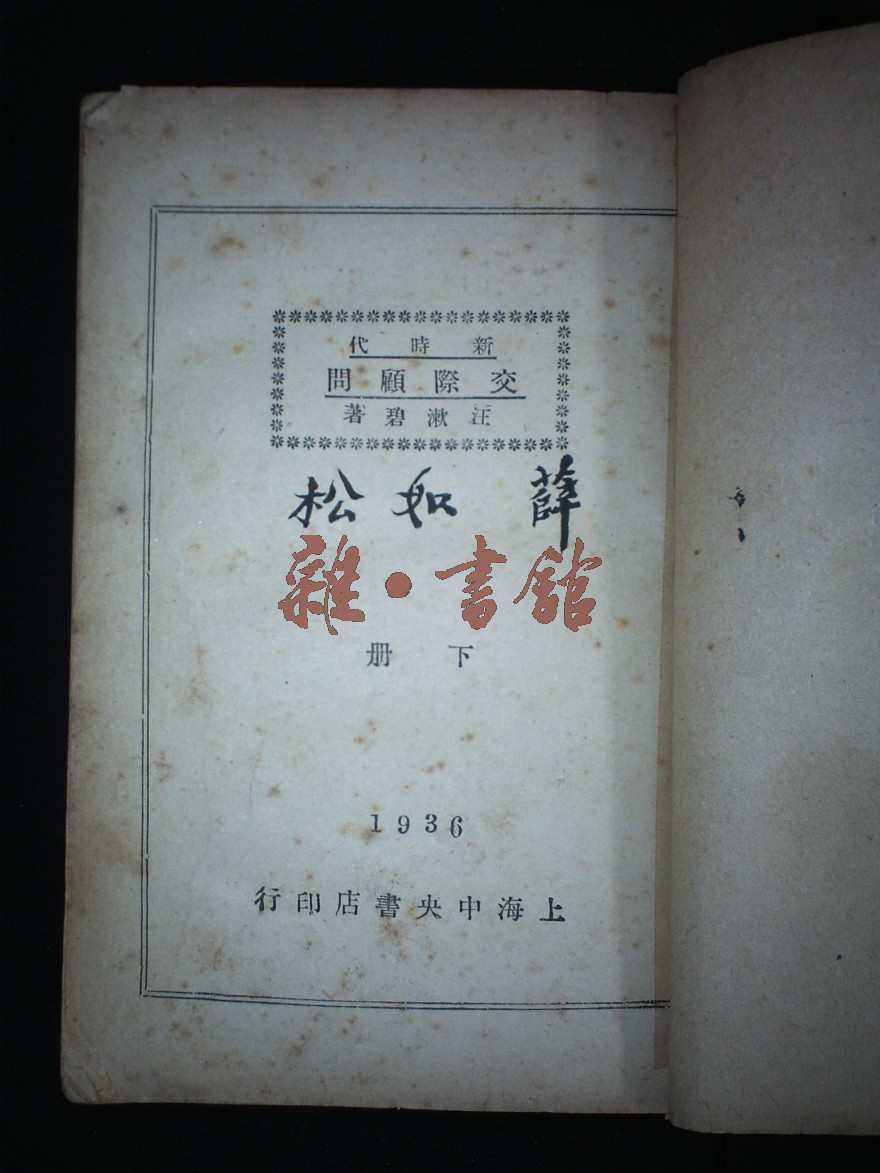 新時代
交際顧問
汪漱碧著
薛如松
雜·書館
下册
1936
上海中央書店印行